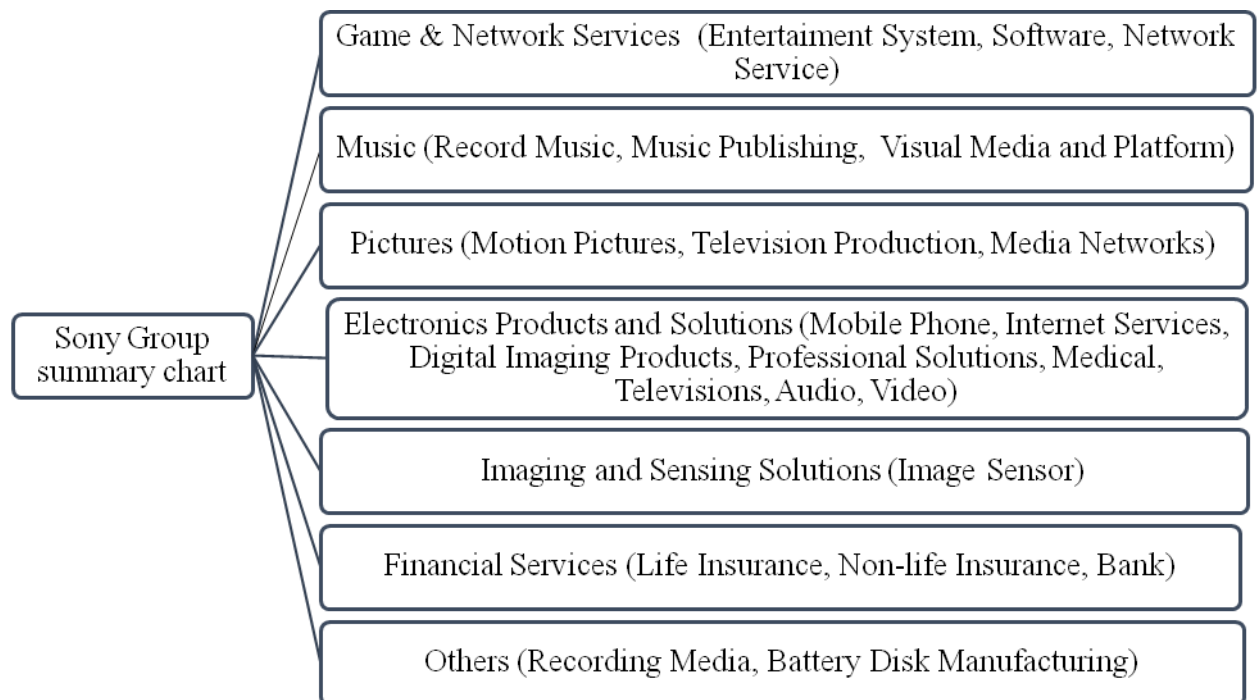 Game & Network Services (Entertaiment System, Software, Network
Service)
Music (Record Music, Music Publishing, Visual Media and Platform)
Pictures (Motion Pictures, Television Production, Media Networks)
Sony Group
summary chart
Electronics Products and Solutions (Mobile Phone, Internet Services,
Digital Imaging Products, Professional Solutions, Medical,
Televisions, Audio, Video)
Imaging and Sensing Solutions (Image Sensor)
Financial Services (Life Insurance, Non-life Insurance, Bank)
Others (Recording Media, Battery Disk Manufacturing)